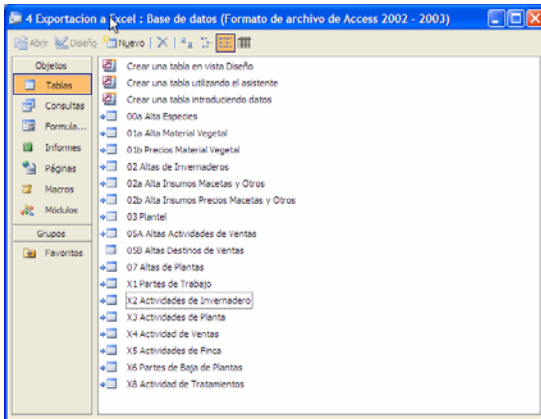 4 Exportacion a Excel : Base de datos (Formato de archivo de Access 2002 - 2003)
Abrir Diseño Nuevo
Objetos
Tablas
Consultas
Formula...
Informes
Páginas
Macros
Módulos
Grupos
Favoritos
Crear una tabla en vista Diseño
Crear una tabla utilizando el asistente
Crear una tabla introduciendo datos
00a Alta Especies
01a Alta Material Vegetal
01b Precios Material Vegetal
02 Altas de Invernaderos
02a Alta Insumos Macetas y Otros
02b Alta Insumos Precios Macetas y Otros
03 Plantel
05A Altas Actividades de Ventas
05B Altas Destinos de Ventas
07 Altas de Plantas
X1 Partes de Trabajo
X2 Actividades de Invernadero
X3 Actividades de Planta
X4 Actividad de Ventas
X5 Actividades de Finca
X6 Partes de Baja de Plantas
X8 Actividad de Tratamientos